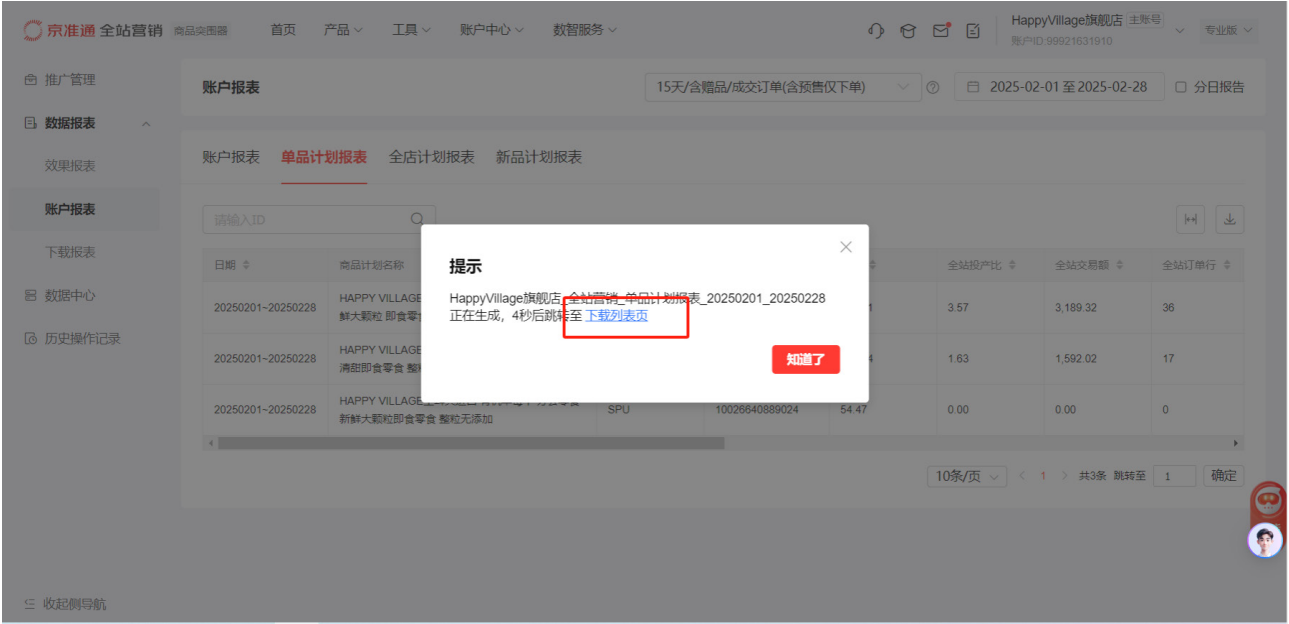 京准通 全站营销 商品突围器 首页 产品 工具 账户中心 数智服务 HappyVillage旗舰店 主账号 专业版
账户ID:99921631910
推广管理
账户报表 15天/含赠品/成交订单(含预售仅下单) 2025-02-01 至 2025-02-28 分日报告
数据报表
账户报表 单品计划报表 全店计划报表 新品计划报表
效果报表
账户报表
请输入ID
下载报表
日期 商品计划名称 全站投产比 全站交易额 全站订单行
提示
数据中心
20250201~20250228 HAPPY VILLAGE 3.57 3,189.32 36
鲜大颗粒 即食零
HappyVillage旗舰店_全站营销_单品计划报表_20250201_20250228
正在生成，4秒后跳转至 下载列表页
历史操作记录
20250201~20250228 HAPPY VILLAGE 4 1.63 1,592.02 17
清甜即食零食 整
知道了
20250201~20250228 HAPPY VILLAGE SPU 10026640889024 54.47 0.00 0.00 0
新鲜大颗粒即食零食 整粒无添加
10条/页 1 共3条 跳转至 1 确定
收起侧导航